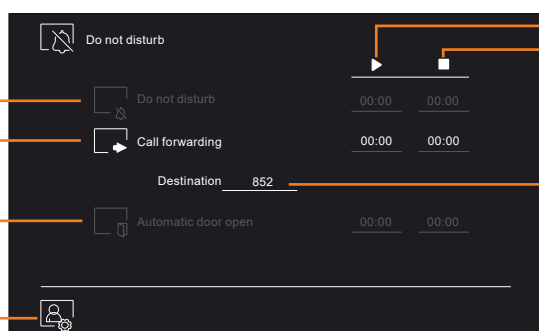 Do not disturb
Do not disturb 00:00 00:00
Call forwarding 00:00 00:00
Destination 852
Automatic door open 00:00 00:00